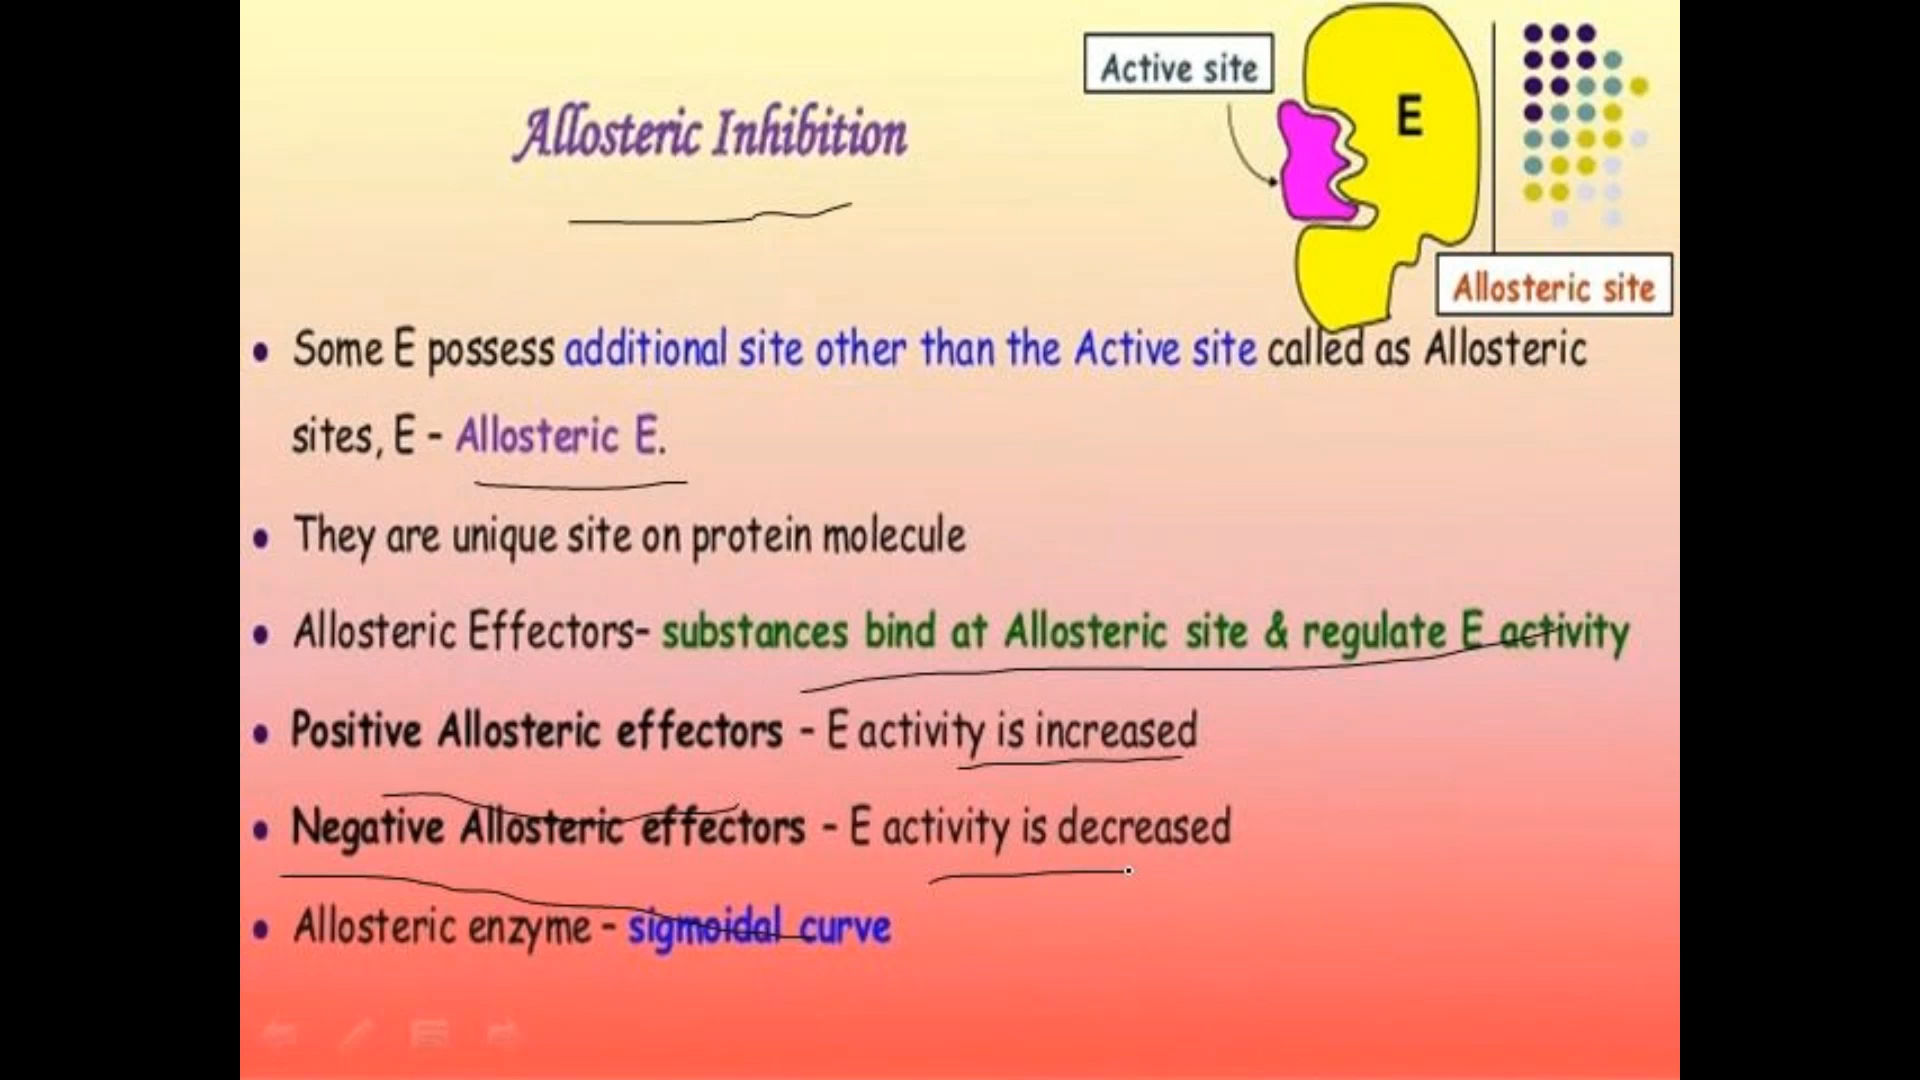 Active site
E
Allosteric Inhibition
Allosteric site
• Some E possess additional site other than the Active site called as Allosteric
sites, E - Allosteric E.
• They are unique site on protein molecule
• Allosteric Effectors- substances bind at Allosteric site & regulate E activity
• Positive Allosteric effectors - E activity is increased
• Negative Allosteric effectors - E activity is decreased
• Allosteric enzyme - sigmoidal curve